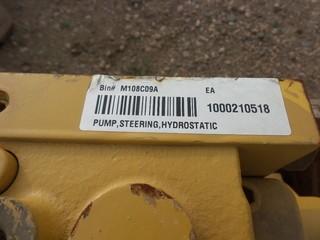 Bin# M108C09A EA
1000210518
PUMP,STEERING,HYDROSTATIC